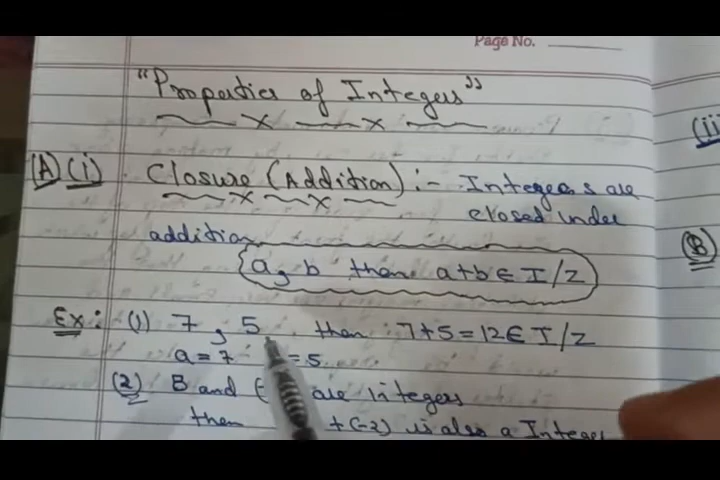 Page No.
"Properties of Integers"
(A) (i) Closure (Addition) :- Integers are
closed under
addition
a, b then a+b ∈ I/Z
Ex: (1) 7, 5 then 7+5=12 ∈ I/Z
a=7 =5
(2) B and are integers
then +(-2) is also a Integer
(ii)
(B)